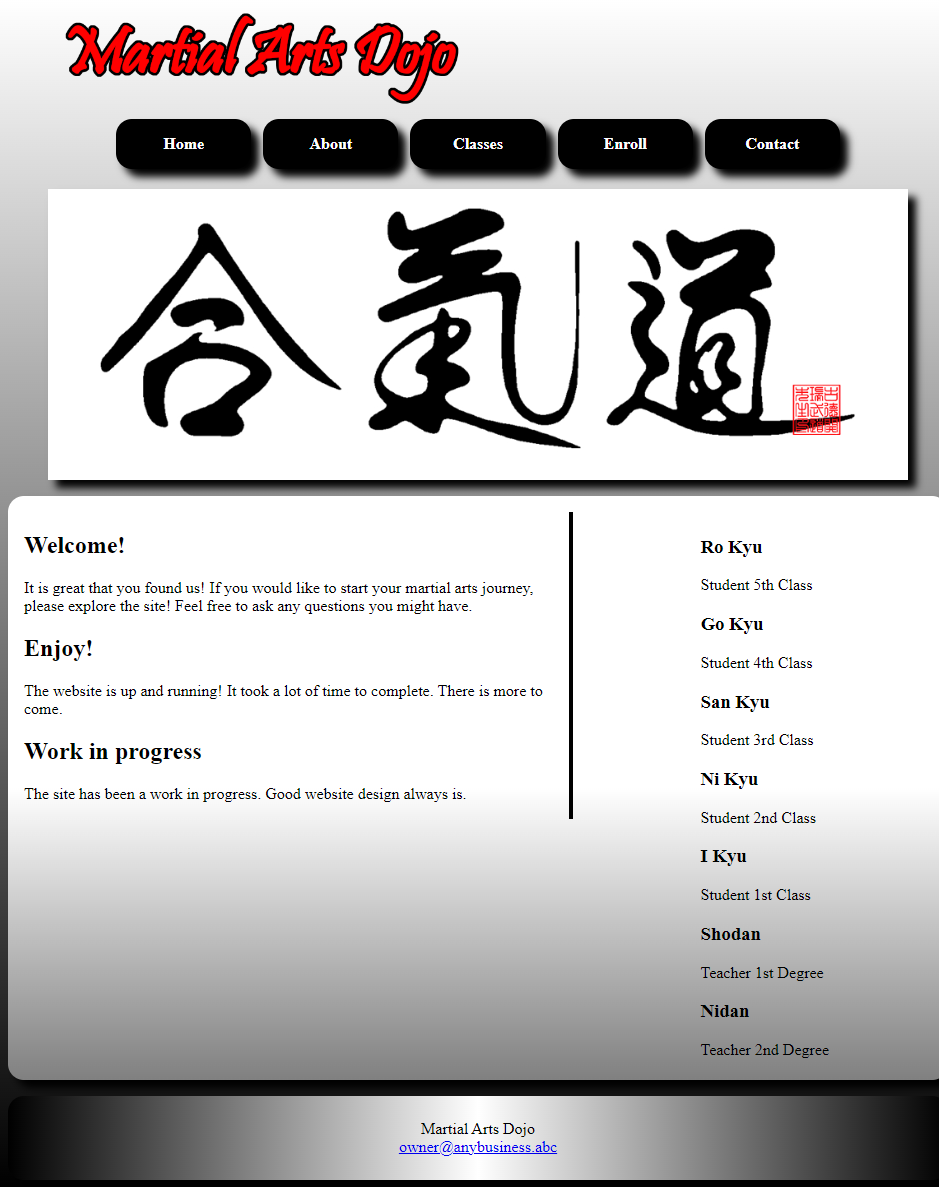 Martial Arts Dojo
Home About Classes Enroll Contact
合氣道
Welcome!
It is great that you found us! If you would like to start your martial arts journey,
please explore the site! Feel free to ask any questions you might have.
Enjoy!
The website is up and running! It took a lot of time to complete. There is more to
come.
Work in progress
The site has been a work in progress. Good website design always is.
Ro Kyu
Student 5th Class
Go Kyu
Student 4th Class
San Kyu
Student 3rd Class
Ni Kyu
Student 2nd Class
I Kyu
Student 1st Class
Shodan
Teacher 1st Degree
Nidan
Teacher 2nd Degree
Martial Arts Dojo
owner@anybusiness.abc